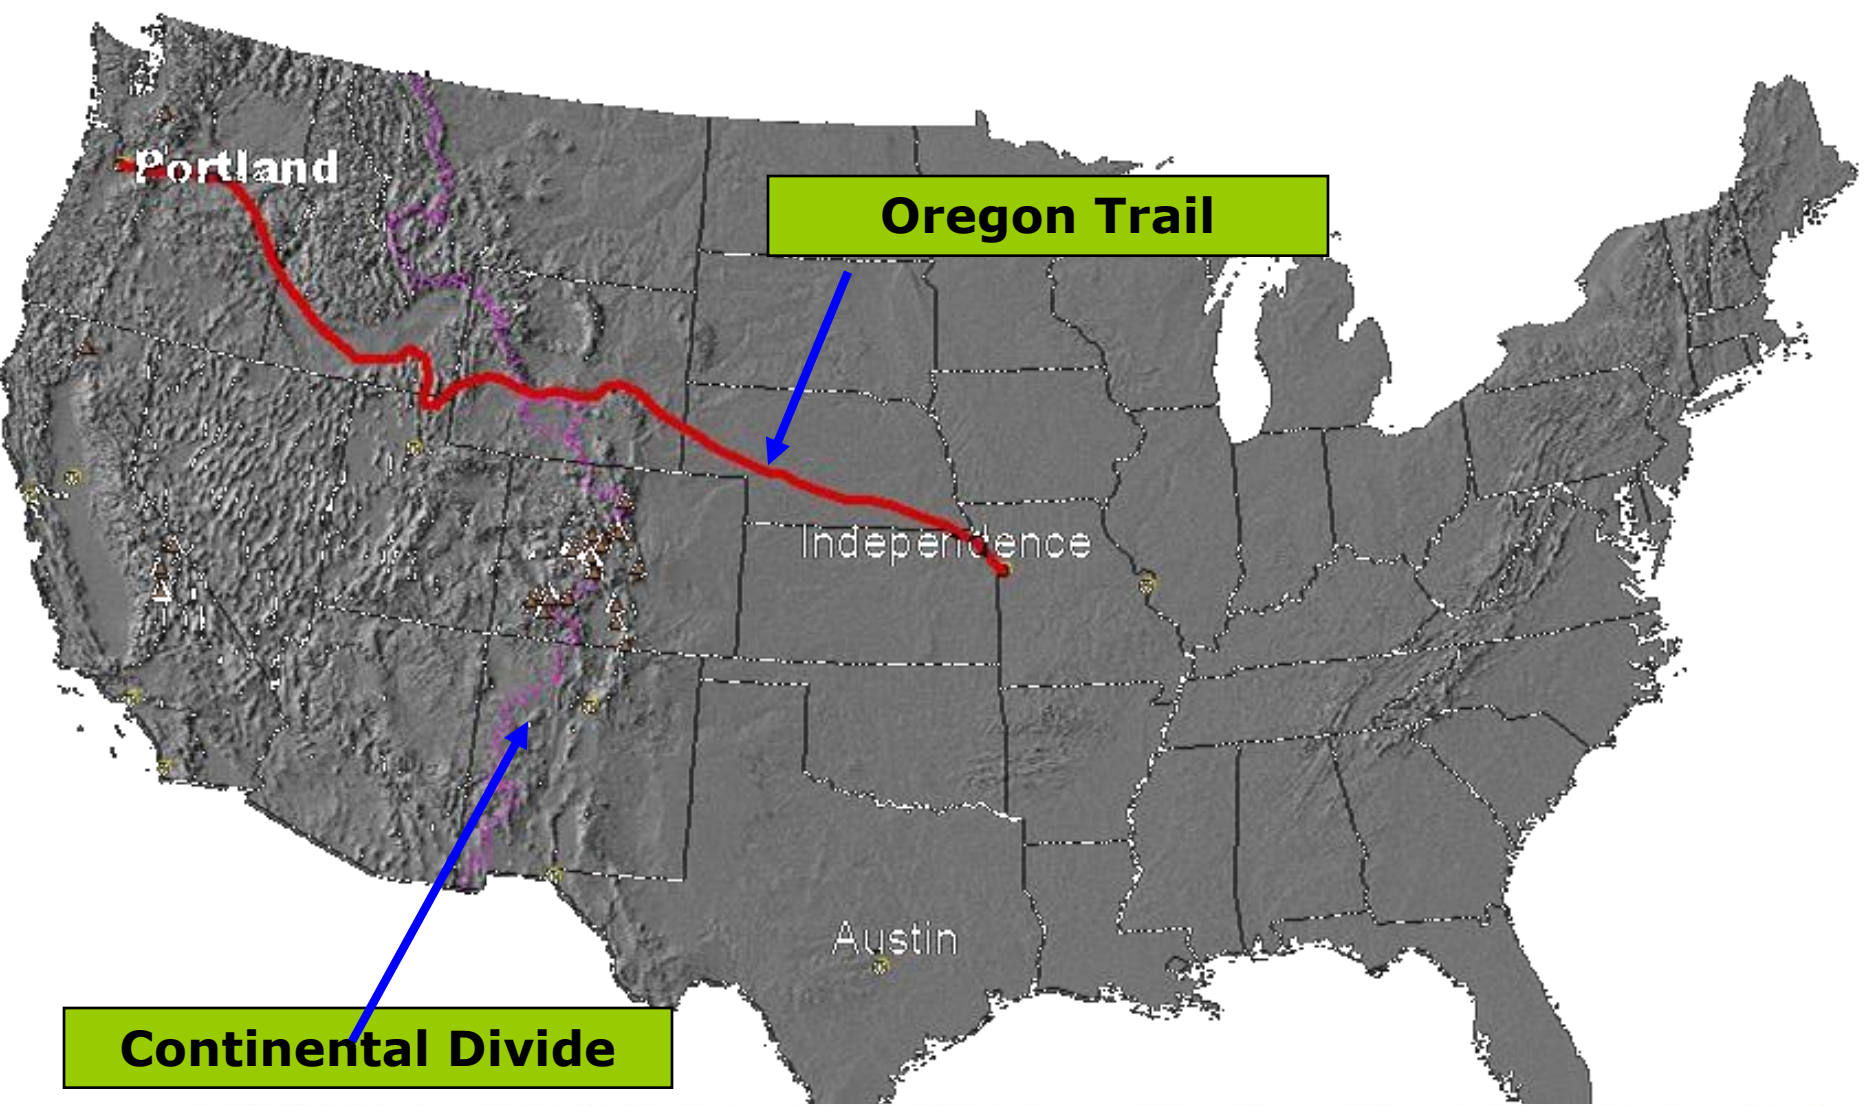 Portland
Oregon Trail
Independence
Austin
Continental Divide